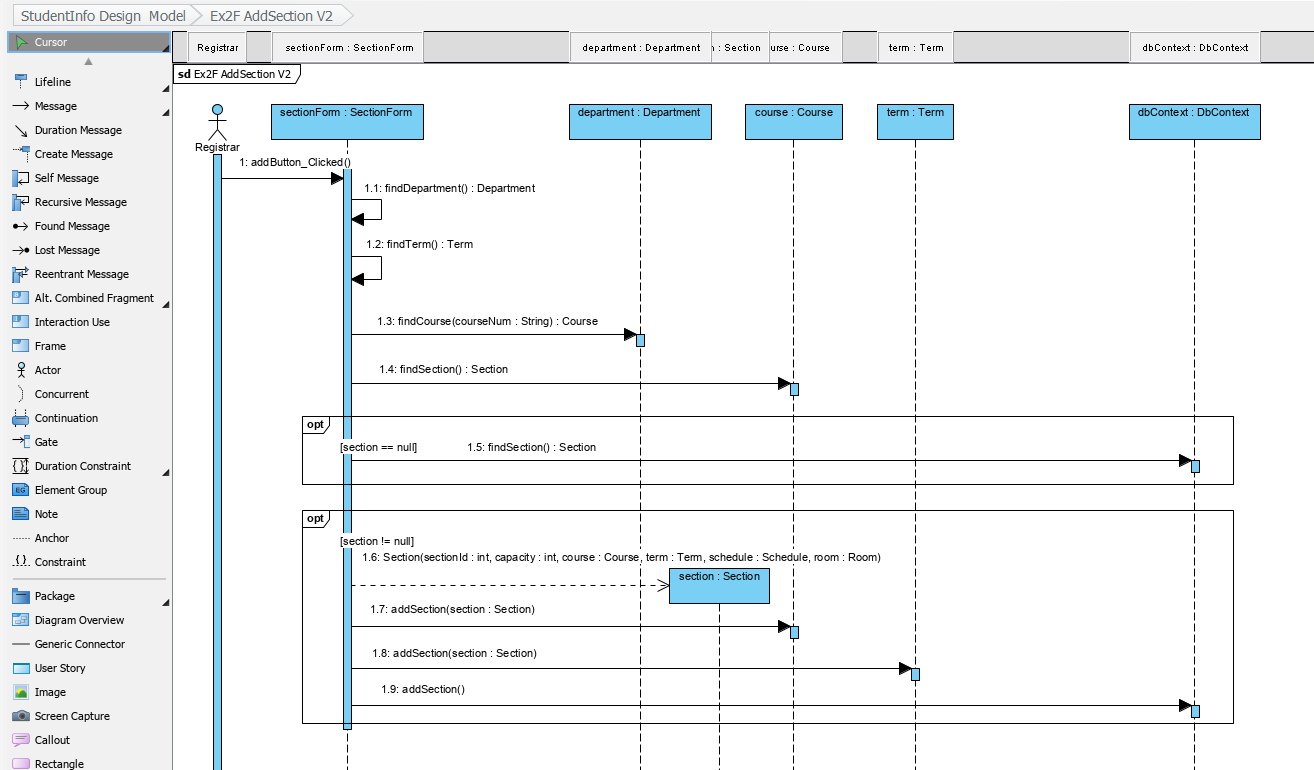 StudentInfo Design Model
Ex2F AddSection V2
Cursor
Lifeline
Message
Duration Message
Create Message
Self Message
Recursive Message
Found Message
Lost Message
Reentrant Message
Alt. Combined Fragment
Interaction Use
Frame
Actor
Concurrent
Continuation
Gate
Duration Constraint
Element Group
Note
Anchor
Constraint
Package
Diagram Overview
Generic Connector
User Story
Image
Screen Capture
Callout
Rectangle
Registrar
sectionForm : SectionForm
department : Department
: Section
: Course
term : Term
dbContext : DbContext
sd Ex2F AddSection V2
Registrar
sectionForm : SectionForm
department : Department
course : Course
term : Term
dbContext : DbContext
1: addButton_Clicked()
1.1: findDepartment() : Department
1.2: findTerm() : Term
1.3: findCourse(courseNum : String) : Course
1.4: findSection() : Section
opt
[section == null]
1.5: findSection() : Section
opt
[section != null]
1.6: Section(sectionId : int, capacity : int, course : Course, term : Term, schedule : Schedule, room : Room)
section : Section
1.7: addSection(section : Section)
1.8: addSection(section : Section)
1.9: addSection()